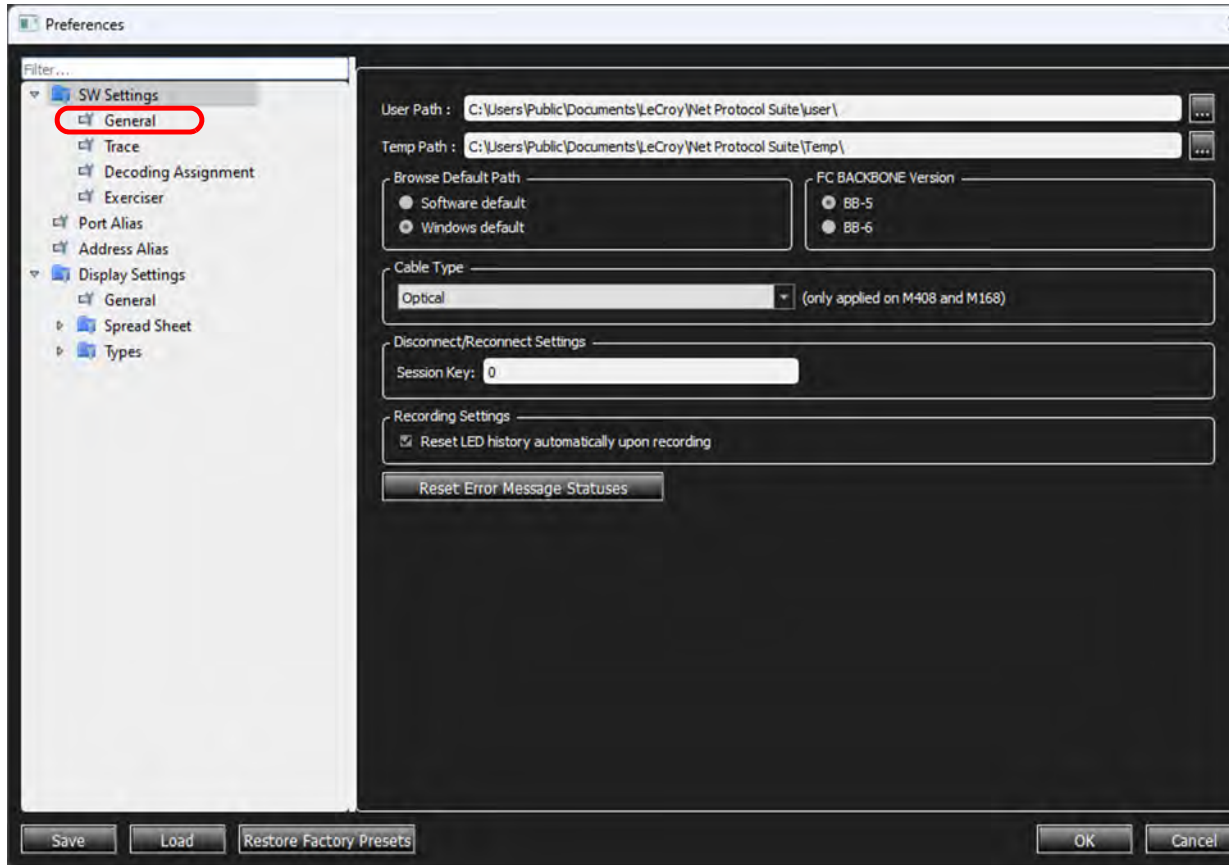 Preferences
Filter...
SW Settings
General
Trace
Decoding Assignment
Exerciser
Port Alias
Address Alias
Display Settings
General
Spread Sheet
Types
User Path : C:\Users\Public\Documents\LeCroy\Net Protocol Suite\user\ ...
Temp Path : C:\Users\Public\Documents\LeCroy\Net Protocol Suite\Temp\ ...
Browse Default Path
Software default
Windows default
FC BACKBONE Version
BB-5
BB-6
Cable Type
Optical (only applied on M408 and M168)
Disconnect/Reconnect Settings
Session Key: 0
Recording Settings
Reset LED history automatically upon recording
Reset Error Message Statuses
Save Load Restore Factory Presets OK Cancel